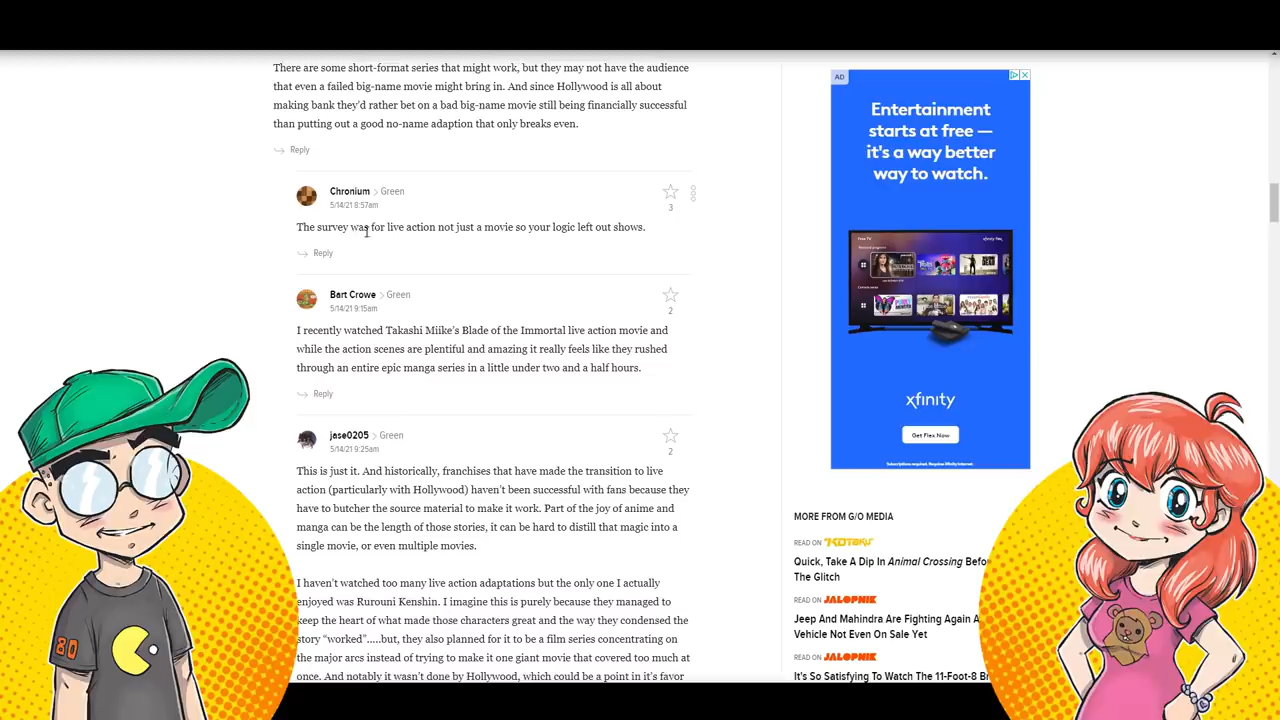 There are some short-format series that might work, but they may not have the audience
that even a failed big-name movie might bring in. And since Hollywood is all about
making bank they'd rather bet on a bad big-name movie still being financially successful
than putting out a good no-name adaption that only breaks even.
Reply
Chronium > Green
5/14/21 8:57am
3
The survey was for live action not just a movie so your logic left out shows.
Reply
Bart Crowe > Green
5/14/21 9:15am
2
I recently watched Takashi Miike's Blade of the Immortal live action movie and
while the action scenes are plentiful and amazing it really feels like they rushed
through an entire epic manga series in a little under two and a half hours.
Reply
jase0205 > Green
5/14/21 9:25am
2
This is just it. And historically, franchises that have made the transition to live
action (particularly with Hollywood) haven't been successful with fans because they
have to butcher the source material to make it work. Part of the joy of anime and
manga can be the length of those stories, it can be hard to distill that magic into a
single movie, or even multiple movies.
I haven't watched too many live action adaptations but the only one I actually
enjoyed was Rurouni Kenshin. I imagine this is purely because they managed to
keep the heart of what made those characters great and the way they condensed the
story “worked”.....but, they also planned for it to be a film series concentrating on
the major arcs instead of trying to make it one giant movie that covered too much at
once. And notably it wasn't done by Hollywood, which could be a point in it's favor
AD
Entertainment
starts at free —
it's a way better
way to watch.
xfinity
Get Flex Now
Subscriptions required. Requires Xfinity Internet.
MORE FROM G/O MEDIA
READ ON KOTAKU
Quick, Take A Dip In Animal Crossing Befo
The Glitch
READ ON JALOPNIK
Jeep And Mahindra Are Fighting Again A
Vehicle Not Even On Sale Yet
READ ON JALOPNIK
It's So Satisfying To Watch The 11-Foot-8 B
80